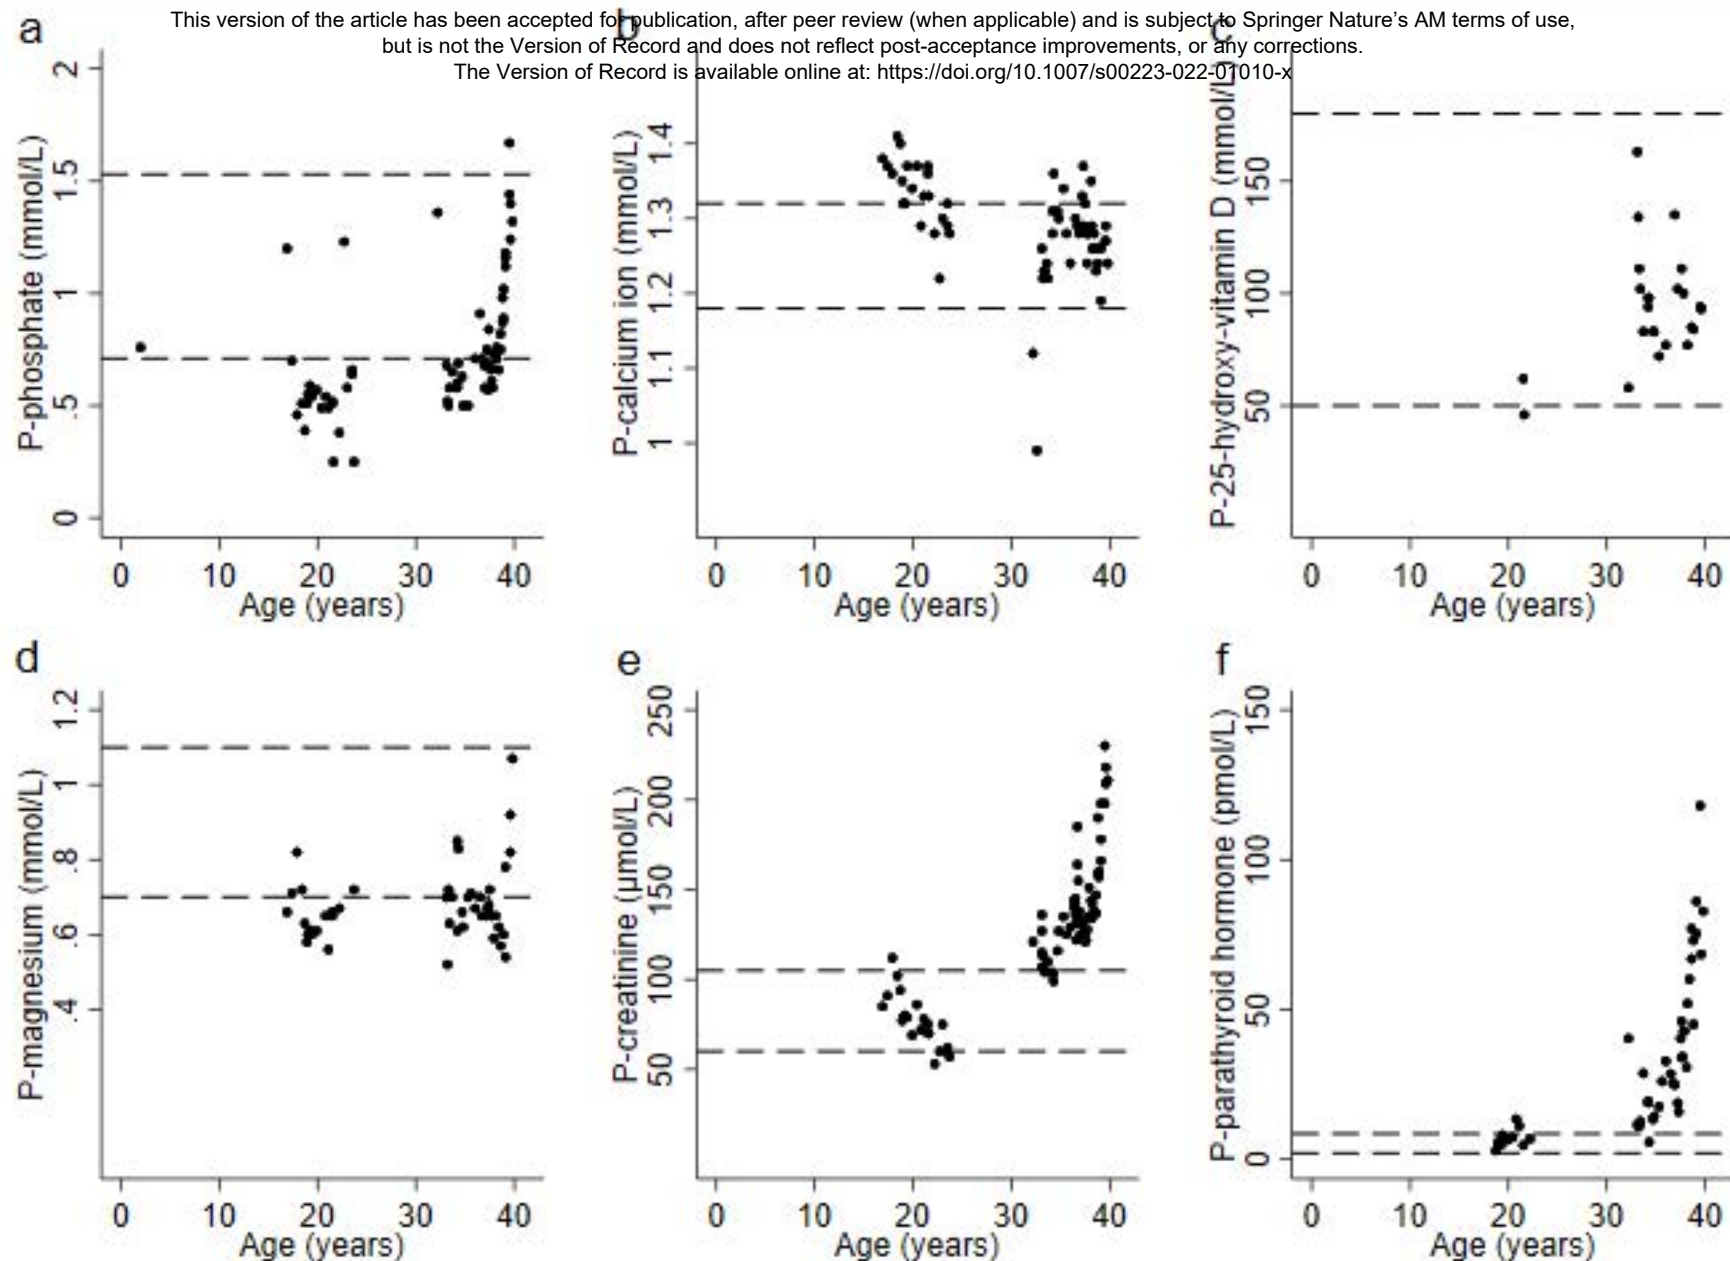 This version of the article has been accepted for publication, after peer review (when applicable) and is subject to Springer Nature's AM terms of use,
but is not the Version of Record and does not reflect post-acceptance improvements, or any corrections.
The Version of Record is available online at: https://doi.org/10.1007/s00223-022-01010-x
a
P-phosphate (mmol/L)
2
1.5
1
.5
0
0 10 20 30 40
Age (years)
b
P-calcium ion (mmol/L)
1.4
1.3
1.2
1.1
1
0 10 20 30 40
Age (years)
c
P-25-hydroxy-vitamin D (mmol/L)
150
100
50
0 10 20 30 40
Age (years)
d
P-magnesium (mmol/L)
1.2
1
.8
.6
.4
0 10 20 30 40
Age (years)
e
P-creatinine (µmol/L)
250
200
150
100
50
0 10 20 30 40
Age (years)
f
P-parathyroid hormone (pmol/L)
150
100
50
0
0 10 20 30 40
Age (years)